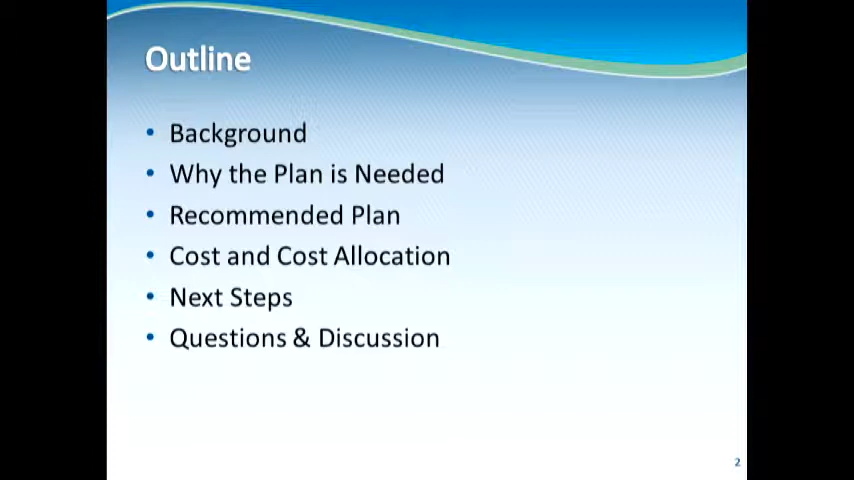 Outline
• Background
• Why the Plan is Needed
• Recommended Plan
• Cost and Cost Allocation
• Next Steps
• Questions & Discussion
2